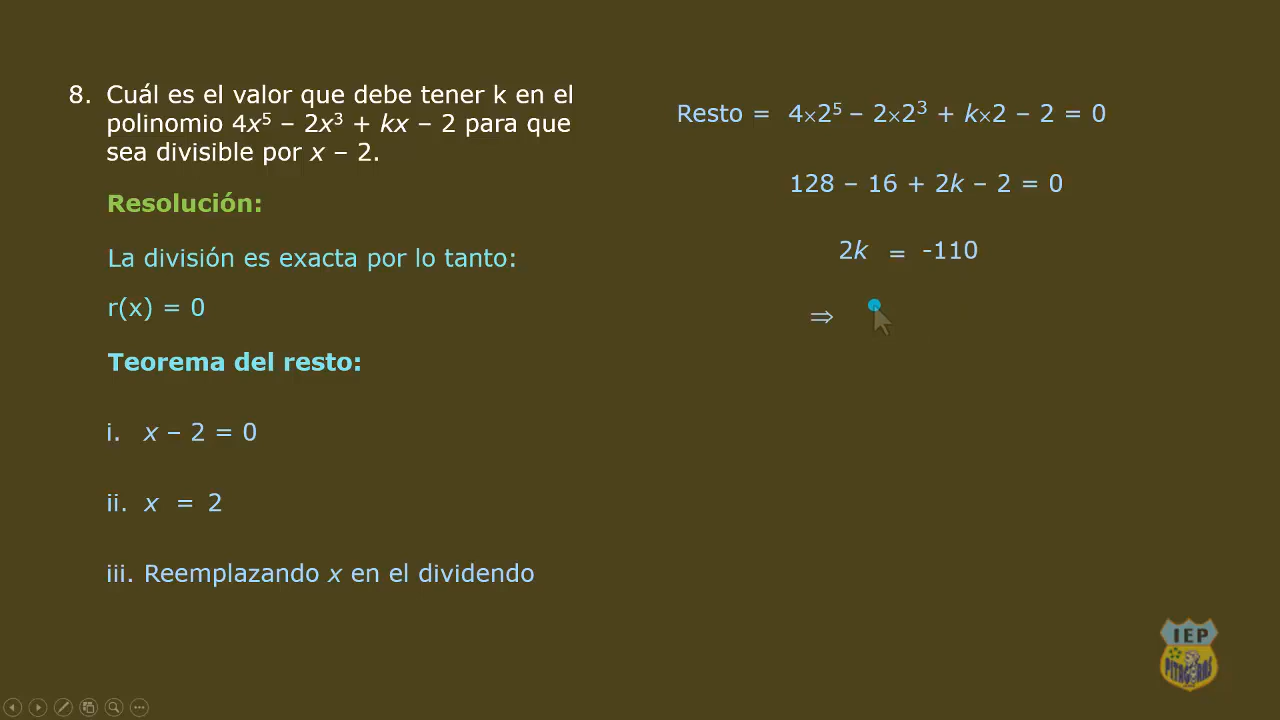 8. Cuál es el valor que debe tener k en el
polinomio 4x⁵ – 2x³ + kx – 2 para que
sea divisible por x – 2.
Resolución:
La división es exacta por lo tanto:
r(x) = 0
Teorema del resto:
i. x – 2 = 0
ii. x = 2
iii. Reemplazando x en el dividendo
Resto = 4×2⁵ – 2×2³ + k×2 – 2 = 0
128 – 16 + 2k – 2 = 0
2k = -110
⇒
IEP
PITAGORAS